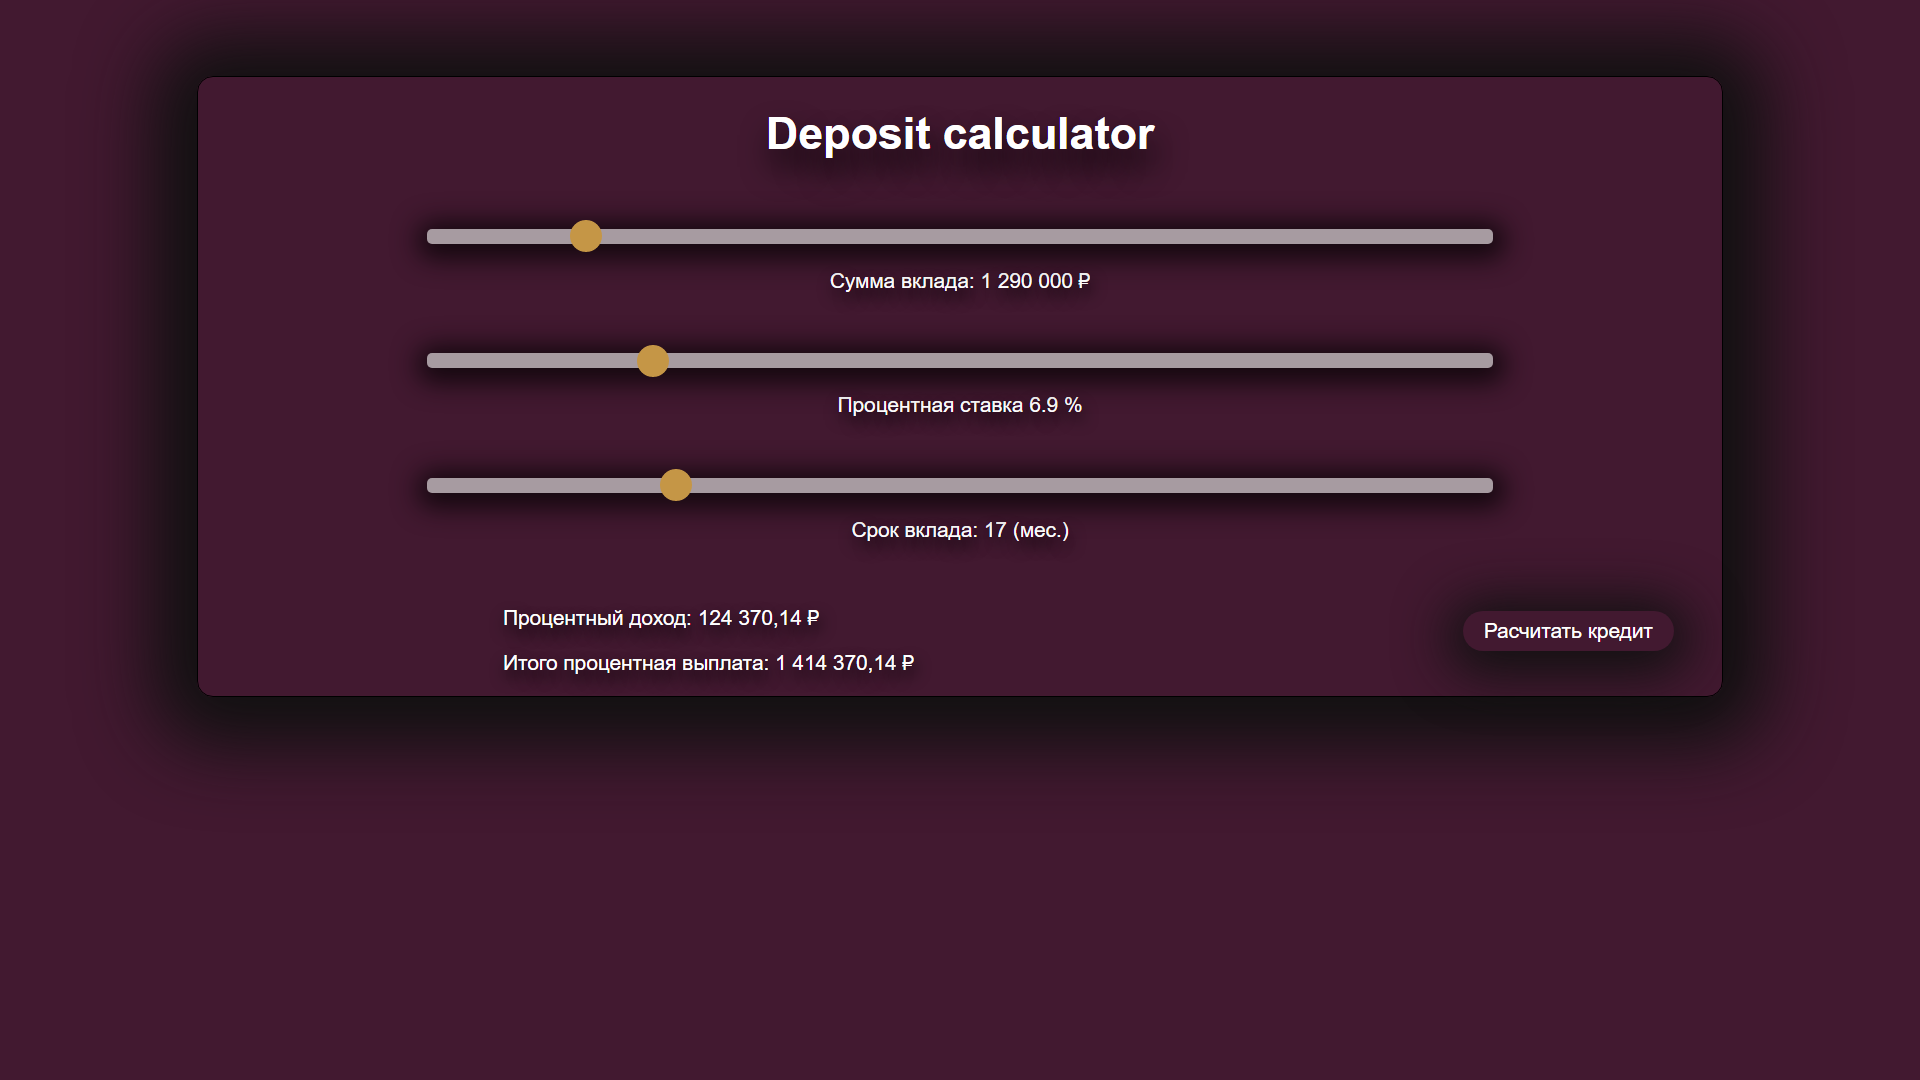 Deposit calculator
Сумма вклада: 1 290 000 ₽
Процентная ставка 6.9 %
Срок вклада: 17 (мес.)
Процентный доход: 124 370,14 ₽
Расчитать кредит
Итого процентная выплата: 1 414 370,14 ₽